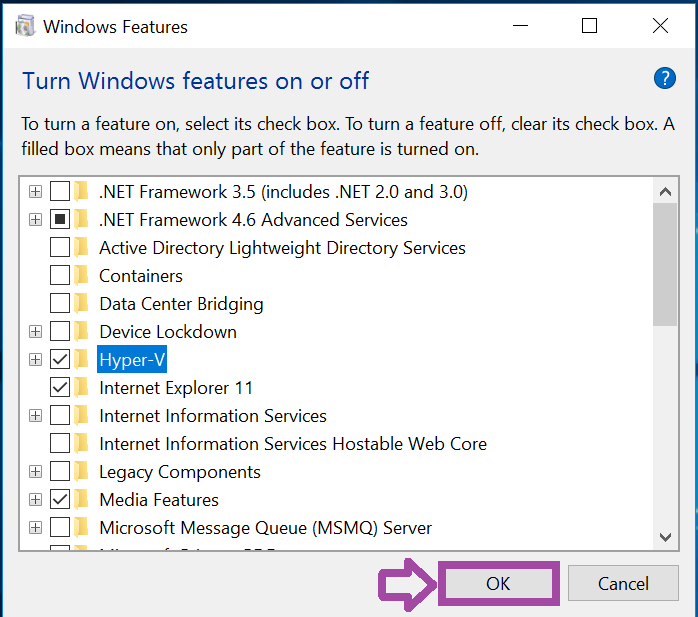 Windows Features
Turn Windows features on or off
?
To turn a feature on, select its check box. To turn a feature off, clear its check box. A
filled box means that only part of the feature is turned on.
.NET Framework 3.5 (includes .NET 2.0 and 3.0)
.NET Framework 4.6 Advanced Services
Active Directory Lightweight Directory Services
Containers
Data Center Bridging
Device Lockdown
Hyper-V
Internet Explorer 11
Internet Information Services
Internet Information Services Hostable Web Core
Legacy Components
Media Features
Microsoft Message Queue (MSMQ) Server
OK
Cancel